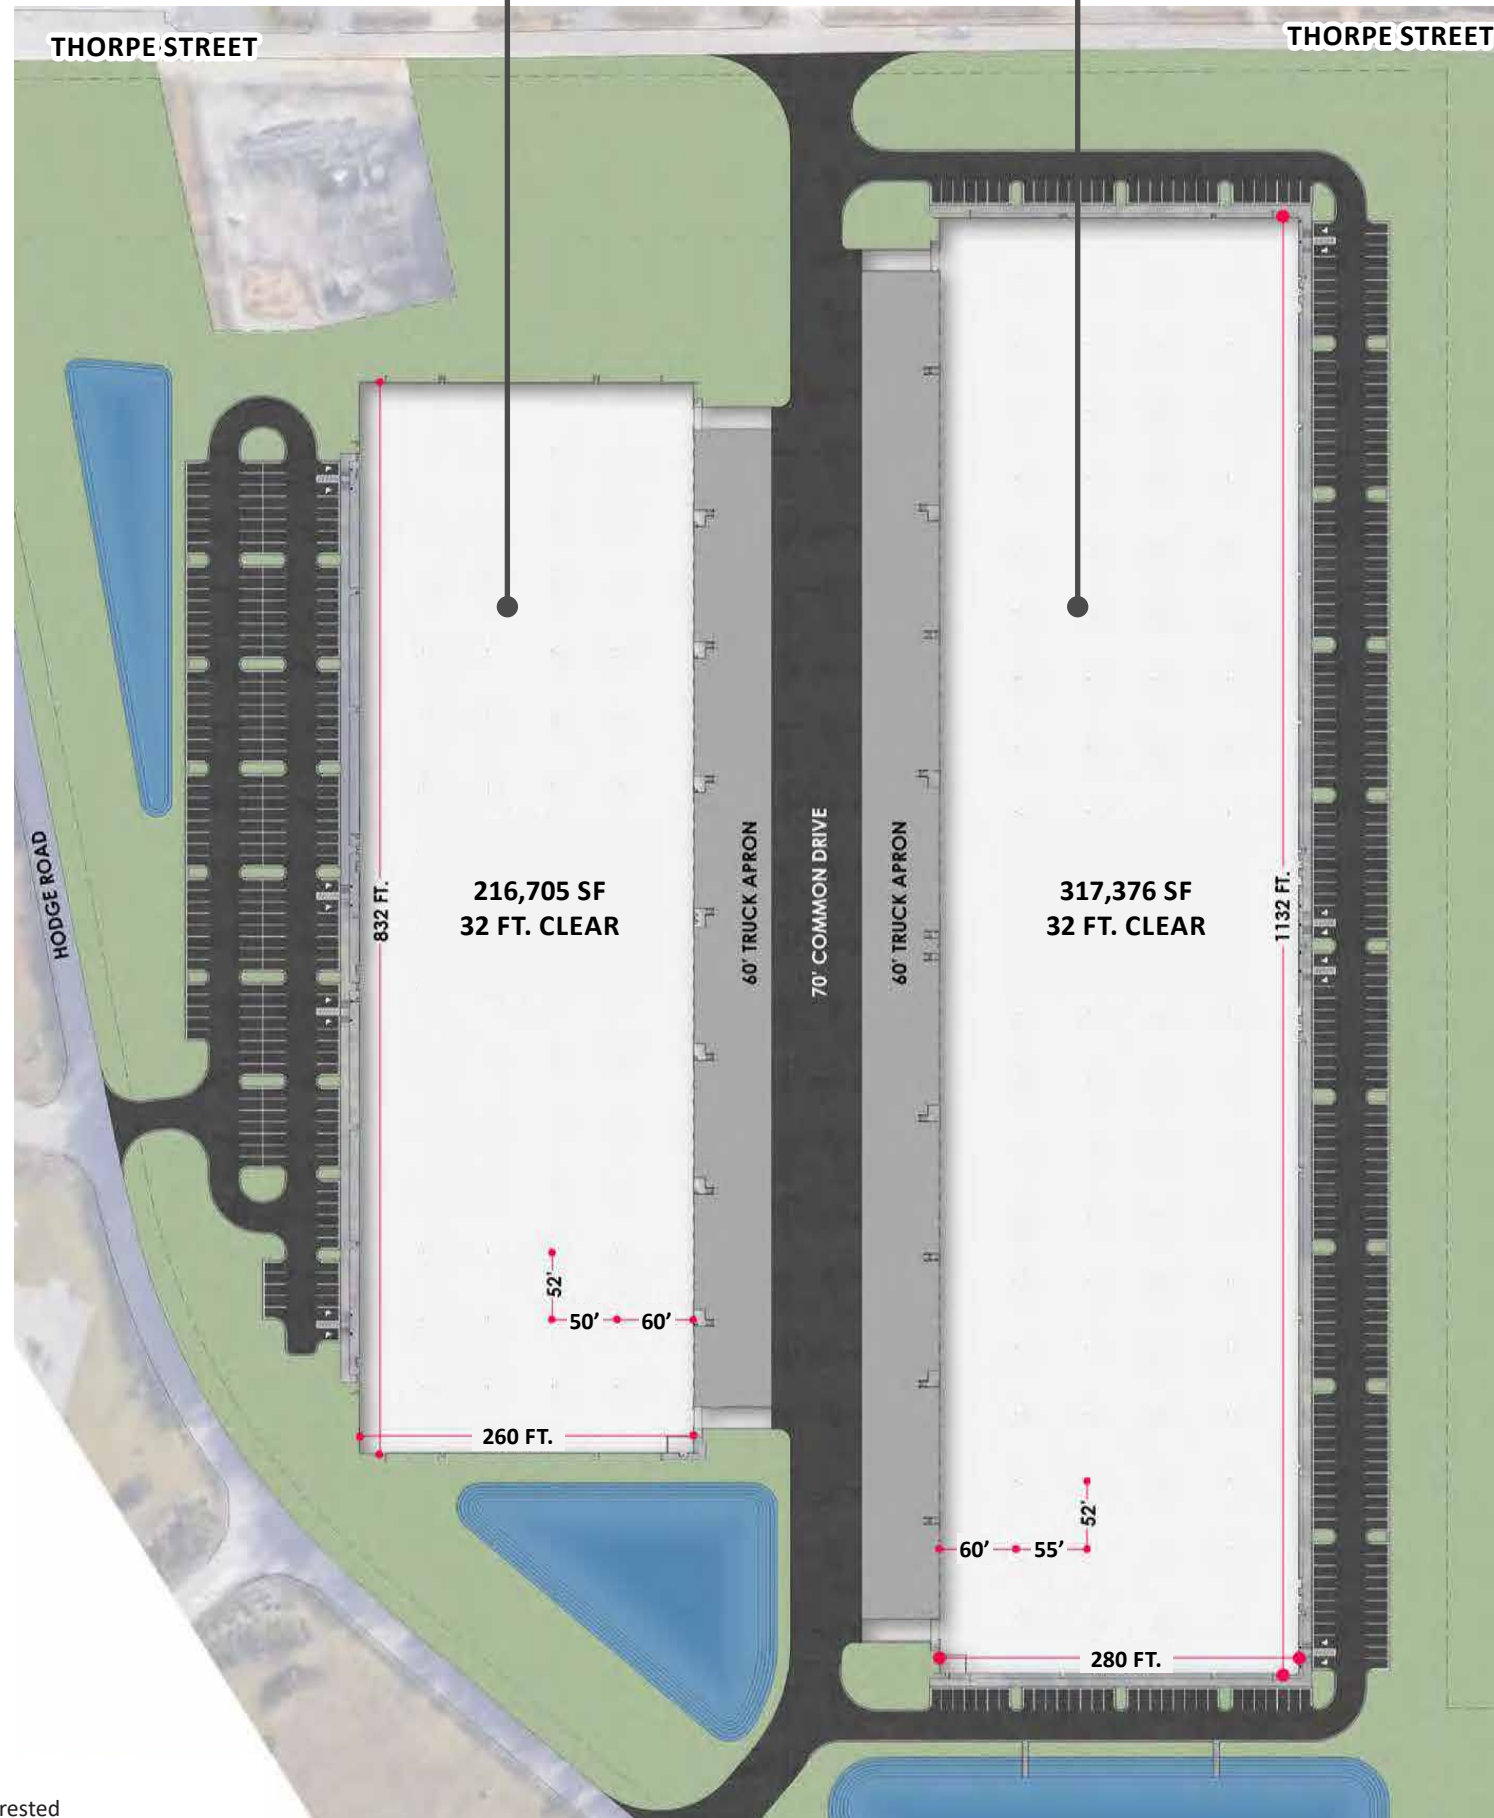 THORPE STREET
THORPE STREET
HODGE ROAD
832 FT.
216,705 SF
32 FT. CLEAR
60' TRUCK APRON
70' COMMON DRIVE
60' TRUCK APRON
317,376 SF
32 FT. CLEAR
1132 FT.
52'
50'
60'
260 FT.
52'
60'
55'
280 FT.
rested